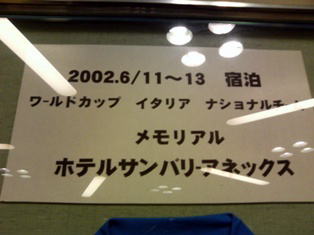 2002.6/11～13　宿泊
ワールドカップ　イタリア　ナショナル
メモリアル
ホテルサンバリーアネックス